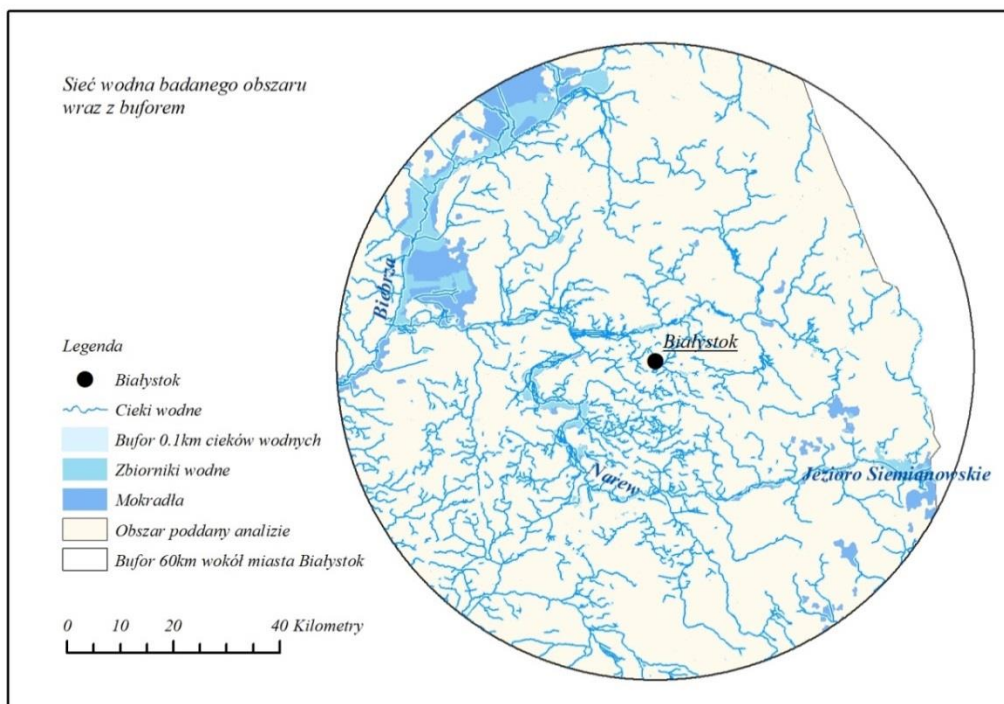 Sieć wodna badanego obszaru
wraz z buforem
Biebrza
Białystok
Narew
Jezioro Siemianowskie
Legenda
Białystok
Cieki wodne
Bufor 0.1km cieków wodnych
Zbiorniki wodne
Mokradła
Obszar poddany analizie
Bufor 60km wokół miasta Białystok
0 10 20 40 Kilometry